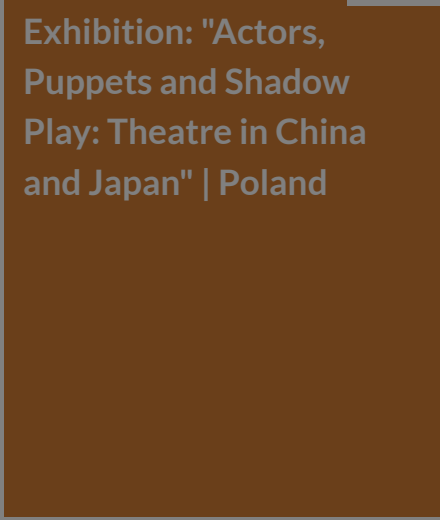 Exhibition: "Actors,
Puppets and Shadow
Play: Theatre in China
and Japan" | Poland